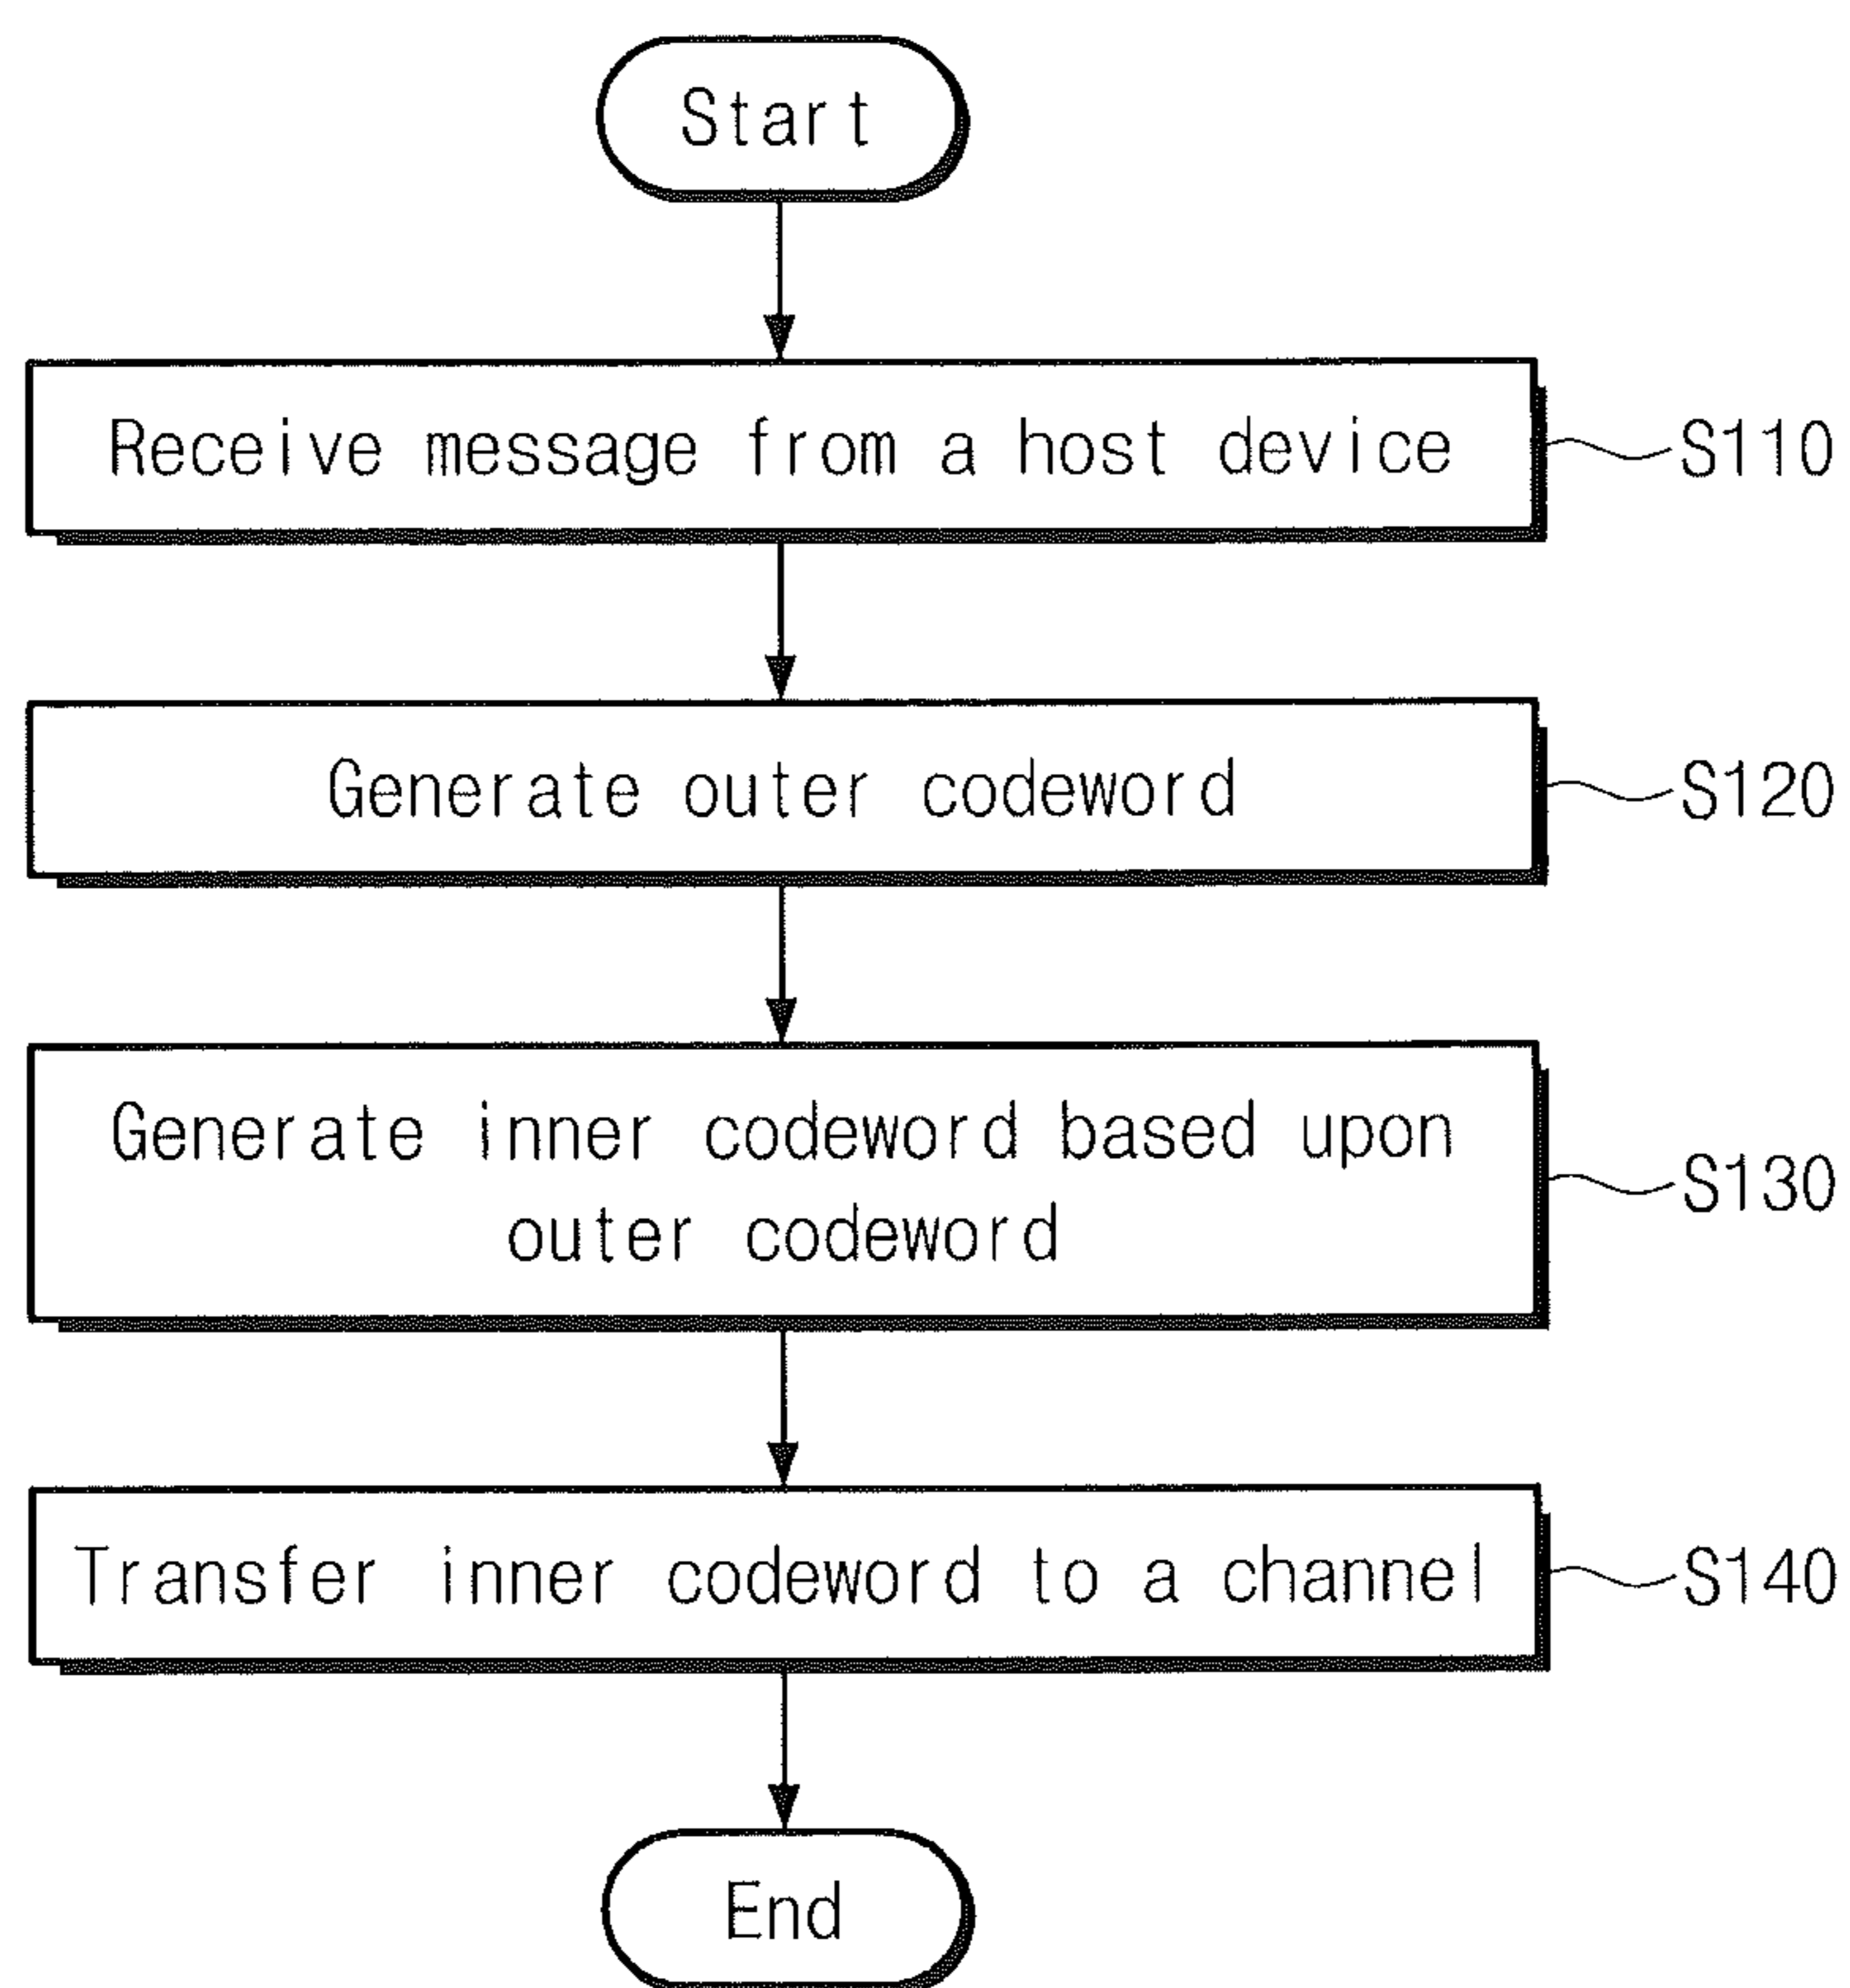 Start
Receive message from a host device
S110
Generate outer codeword
S120
Generate inner codeword based upon
outer codeword
S130
Transfer inner codeword to a channel
S140
End